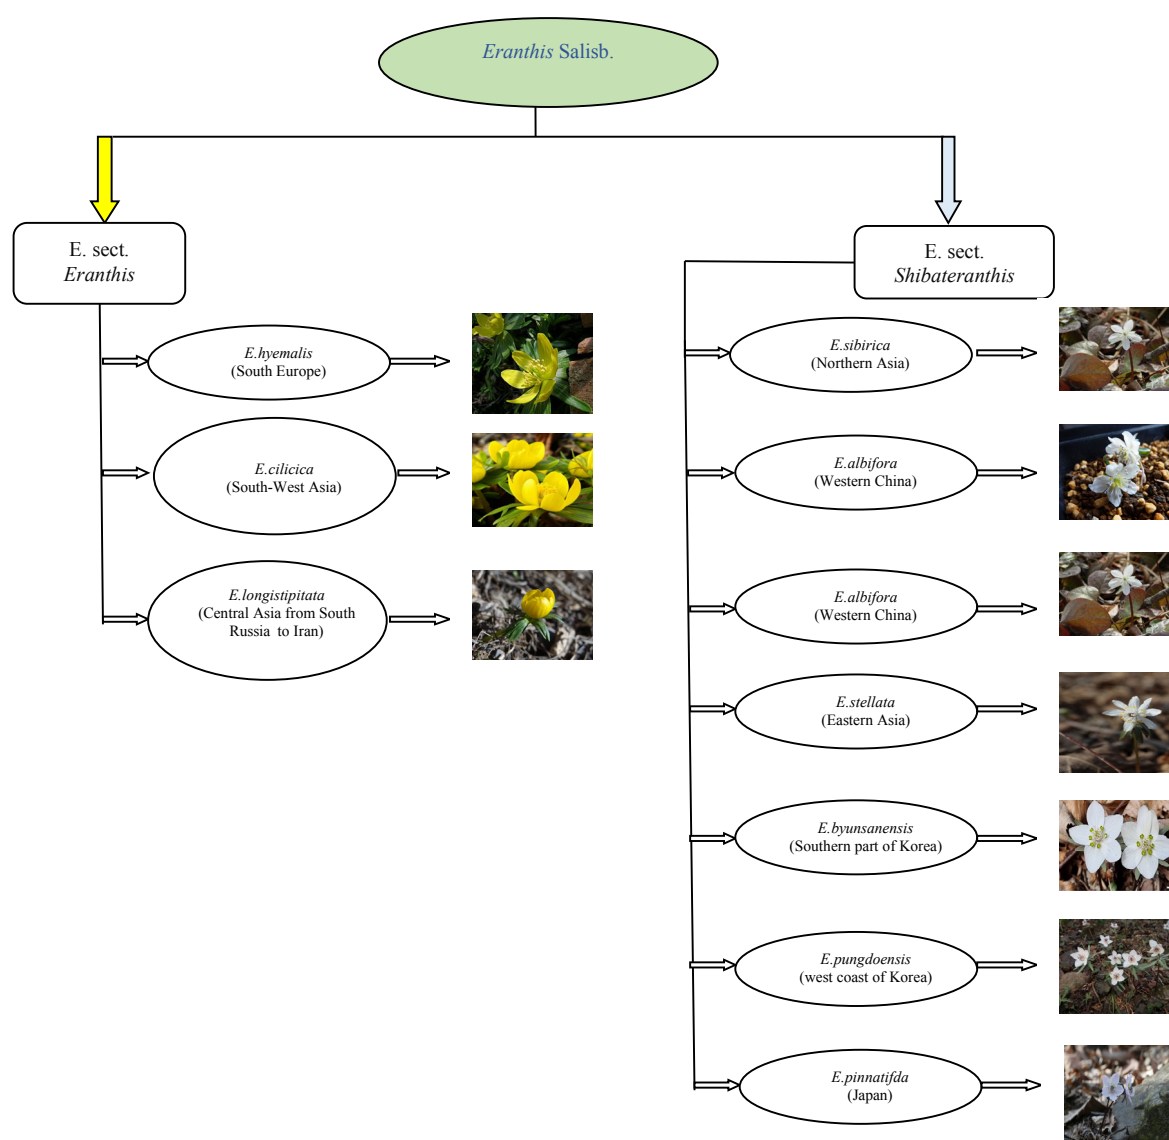 Eranthis Salisb.
E. sect.
Eranthis
E.hyemalis
(South Europe)
E.cilicica
(South-West Asia)
E.longistipitata
(Central Asia from South
Russia to Iran)
E. sect.
Shibateranthis
E.sibirica
(Northern Asia)
E.albifora
(Western China)
E.albifora
(Western China)
E.stellata
(Eastern Asia)
E.byunsanensis
(Southern part of Korea)
E.pungdoensis
(west coast of Korea)
E.pinnatifda
(Japan)